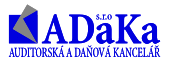 s.r.o
ADaKa
AUDITORSKÁ A DAŇOVÁ KANCELÁŘ